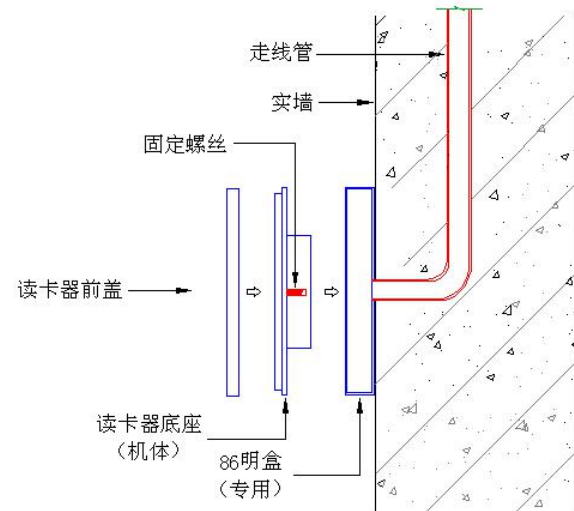 走线管
实墙
固定螺丝
读卡器前盖
读卡器底座
（机体）
86明盒
（专用）